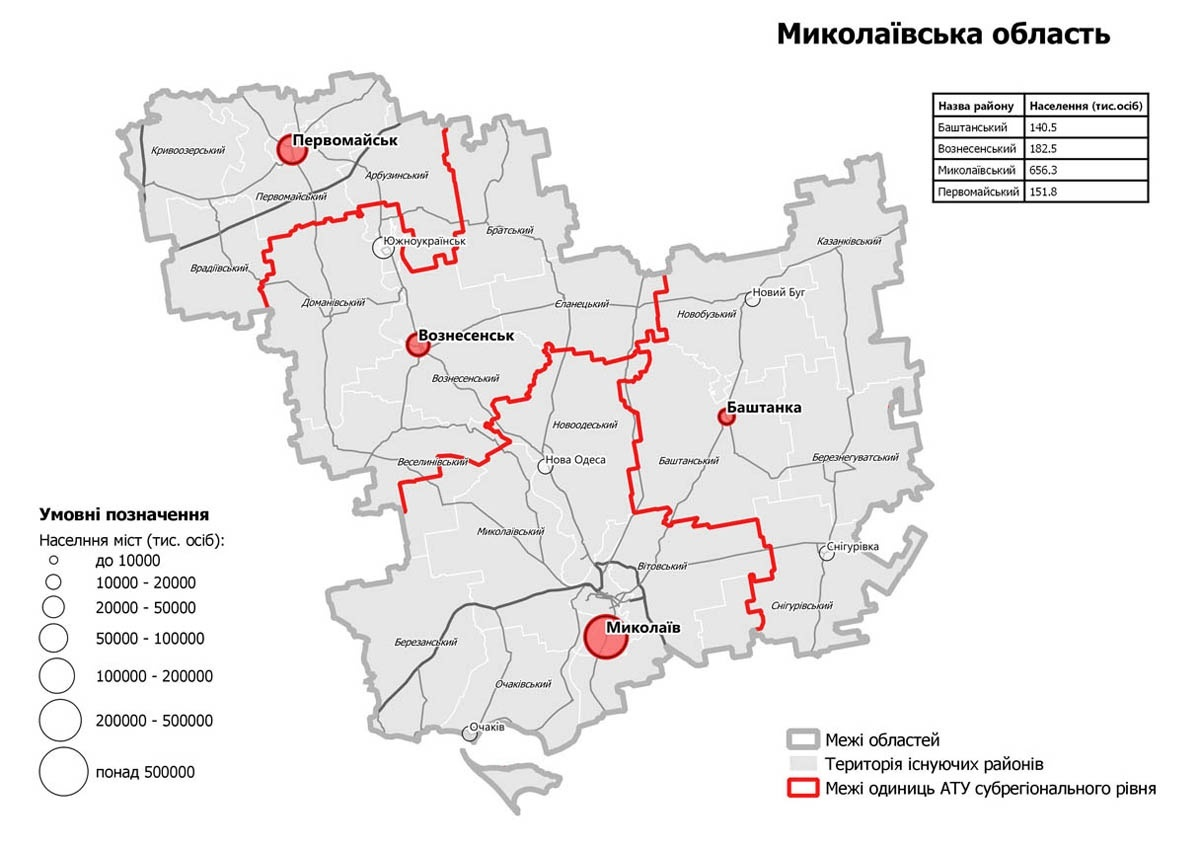 Миколаївська область
Назва району Населення (тис.осіб)
Баштанський 140.5
Вознесенський 182.5
Миколаївський 656.3
Первомайський 151.8
Первомайськ
Кривоозерський
Арбузинський
Первомайський
Братський
Южноукраїнськ
Казанківський
Врадіївський
Новий Буг
Доманівський
Єланецький
Новобузький
Вознесенськ
Вознесенський
Баштанка
Новоодеський
Березнегуватський
Нова Одеса
Баштанський
Веселинівський
Миколаївський
Снігурівка
Вітовський
Снігурівський
Миколаїв
Березанський
Очаківський
Очаків
Умовні позначення
Населння міст (тис. осіб):
до 10000
10000 - 20000
20000 - 50000
50000 - 100000
100000 - 200000
200000 - 500000
понад 500000
Межі областей
Територія існуючих районів
Межі одиниць АТУ субрегіонального рівня